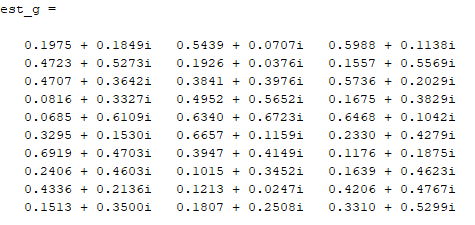 est_g =
0.1975 + 0.1849i   0.5439 + 0.0707i   0.5988 + 0.1138i
0.4723 + 0.5273i   0.1926 + 0.0376i   0.1557 + 0.5569i
0.4707 + 0.3642i   0.3841 + 0.3976i   0.5736 + 0.2029i
0.0816 + 0.3327i   0.4952 + 0.5652i   0.1675 + 0.3829i
0.0685 + 0.6109i   0.6340 + 0.6723i   0.6468 + 0.1042i
0.3295 + 0.1530i   0.6657 + 0.1159i   0.2330 + 0.4279i
0.6919 + 0.4703i   0.3947 + 0.4149i   0.1176 + 0.1875i
0.2406 + 0.4603i   0.1015 + 0.3452i   0.1639 + 0.4623i
0.4336 + 0.2136i   0.1213 + 0.0247i   0.4206 + 0.4767i
0.1513 + 0.3500i   0.1807 + 0.2508i   0.3310 + 0.5299i